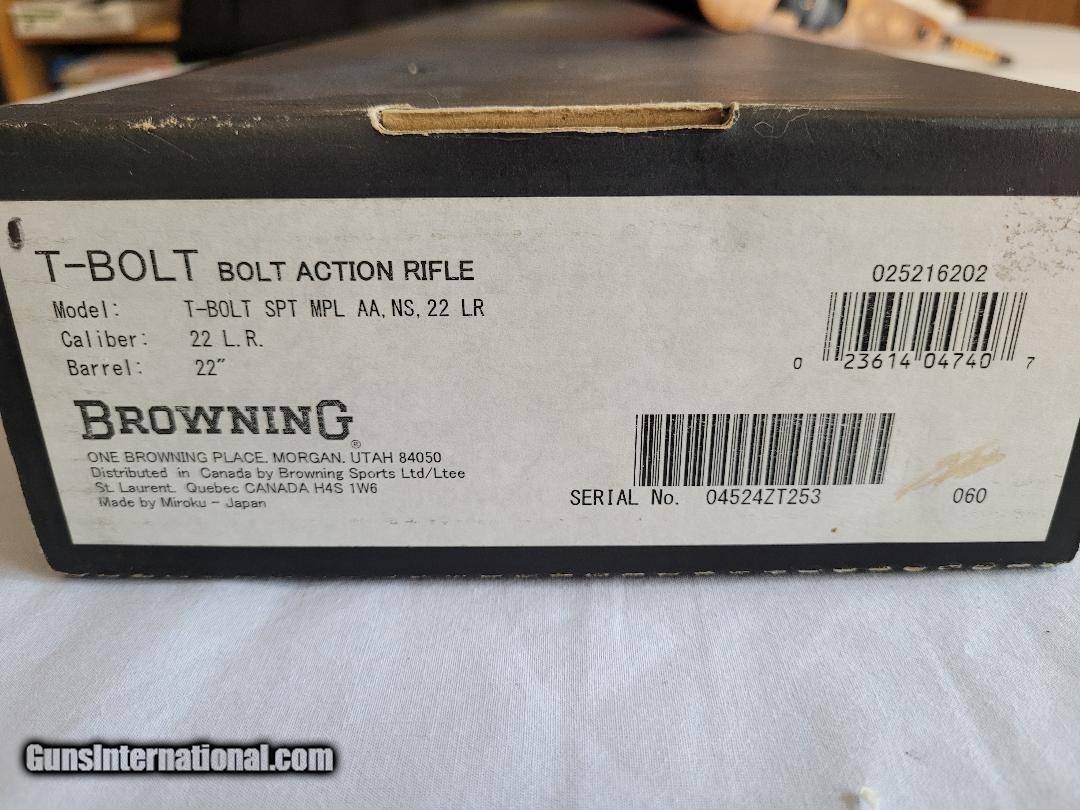 T-BOLT BOLT ACTION RIFLE
Model: T-BOLT SPT MPL AA, NS, 22 LR
Caliber: 22 L.R.
Barrel: 22"
025216202
0 23614 04740 7
BROWNING®
ONE BROWNING PLACE. MORGAN. UTAH 84050
Distributed in Canada by Browning Sports Ltd/Ltee
St. Laurent. Quebec CANADA H4S 1W6
Made by Miroku - Japan
SERIAL No. 04524ZT253
060
GunsInternational.com